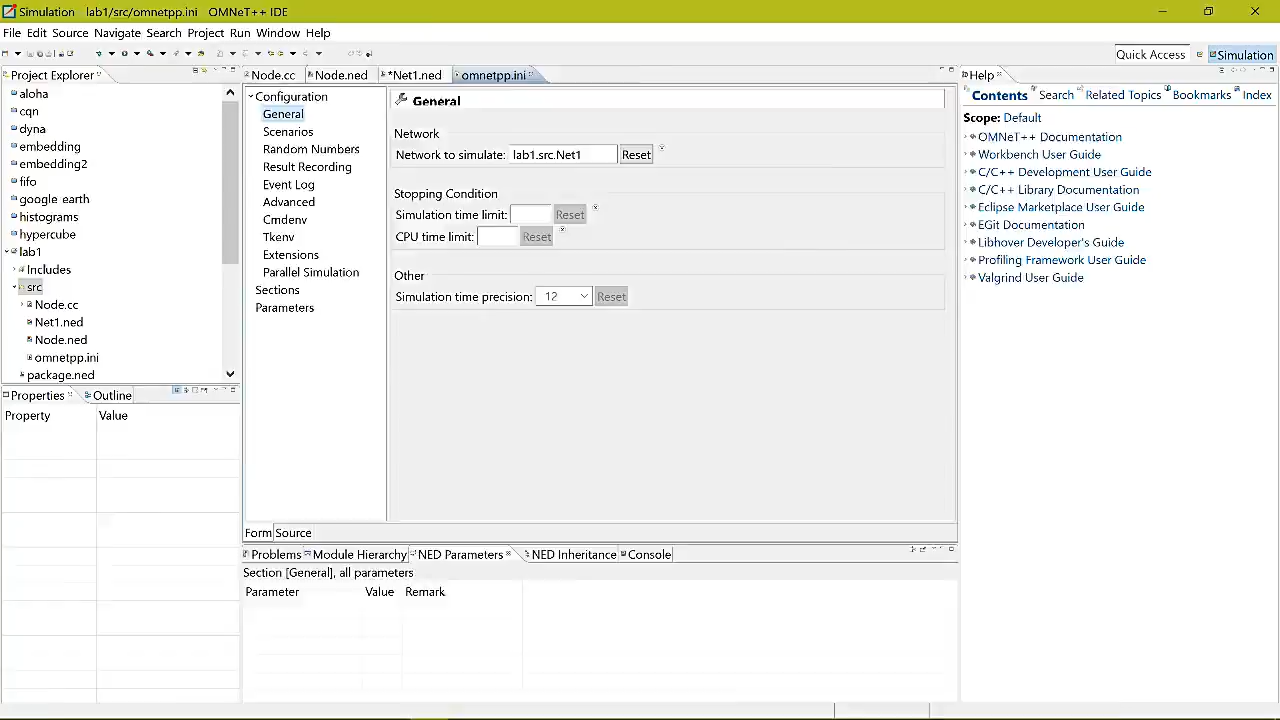 Simulation lab1/src/omnetpp.ini OMNeT++ IDE
File Edit Source Navigate Search Project Run Window Help
Quick Access Simulation
Project Explorer
aloha
cqn
dyna
embedding
embedding2
fifo
google earth
histograms
hypercube
lab1
Includes
src
Node.cc
Net1.ned
Node.ned
omnetpp.ini
package.ned
Properties Outline
Property Value
Node.cc Node.ned *Net1.ned omnetpp.ini
Configuration
General
Scenarios
Random Numbers
Result Recording
Event Log
Advanced
Cmdenv
Tkenv
Extensions
Parallel Simulation
Sections
Parameters
General
Network
Network to simulate: lab1.src.Net1 Reset
Stopping Condition
Simulation time limit: Reset
CPU time limit: Reset
Other
Simulation time precision: 12 Reset
Form Source
Problems Module Hierarchy NED Parameters NED Inheritance Console
Section [General], all parameters
Parameter Value Remark
Help
Contents Search Related Topics Bookmarks Index
Scope: Default
OMNeT++ Documentation
Workbench User Guide
C/C++ Development User Guide
C/C++ Library Documentation
Eclipse Marketplace User Guide
EGit Documentation
Libhover Developer's Guide
Profiling Framework User Guide
Valgrind User Guide